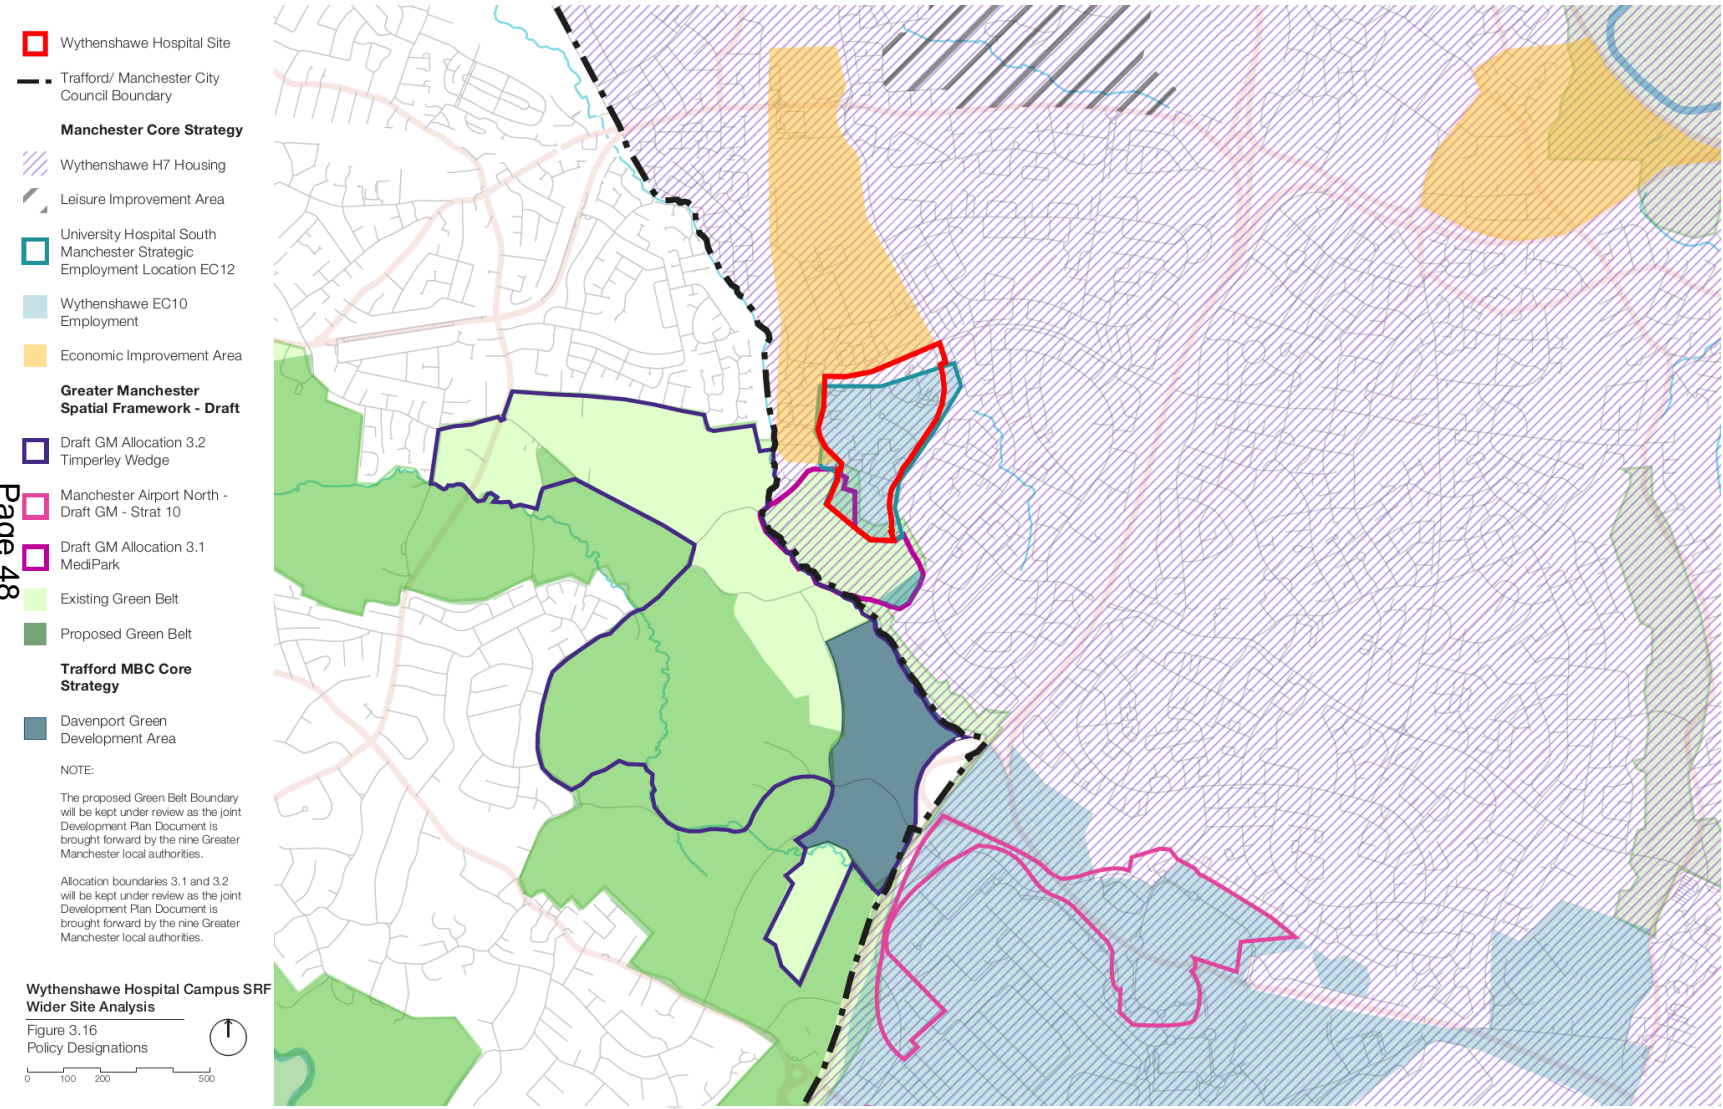 Wythenshawe Hospital Site
Trafford/ Manchester City
Council Boundary
Manchester Core Strategy
Wythenshawe H7 Housing
Leisure Improvement Area
University Hospital South
Manchester Strategic
Employment Location EC12
Wythenshawe EC10
Employment
Economic Improvement Area
Greater Manchester
Spatial Framework - Draft
Draft GM Allocation 3.2
Timperley Wedge
Manchester Airport North -
Draft GM - Strat 10
Draft GM Allocation 3.1
MediPark
Existing Green Belt
Proposed Green Belt
Trafford MBC Core
Strategy
Davenport Green
Development Area
NOTE:
The proposed Green Belt Boundary
will be kept under review as the joint
Development Plan Document is
brought forward by the nine Greater
Manchester local authorities.
Allocation boundaries 3.1 and 3.2
will be kept under review as the joint
Development Plan Document is
brought forward by the nine Greater
Manchester local authorities.
Wythenshawe Hospital Campus SRF
Wider Site Analysis
Figure 3.16
Policy Designations
0 100 200 500
Page 48